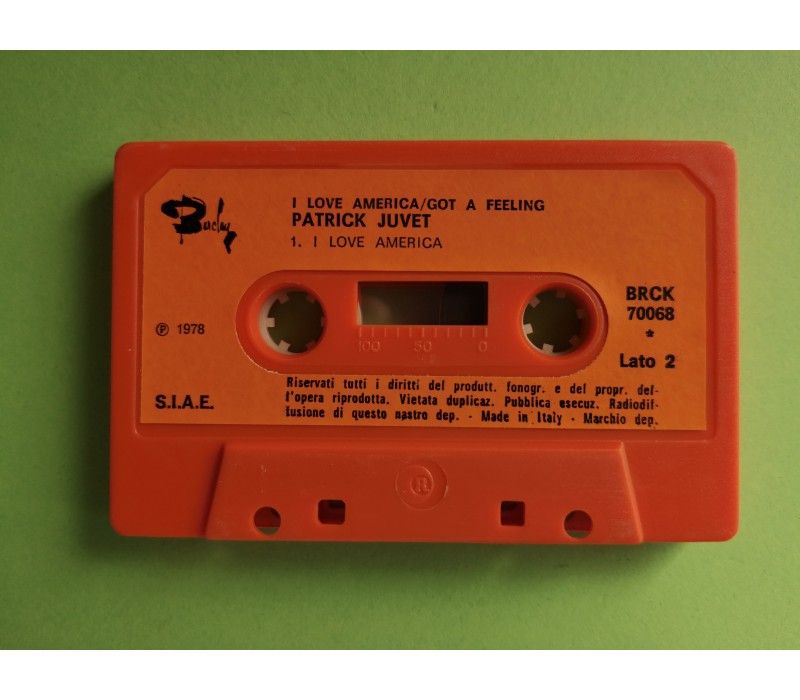 Barclay
I LOVE AMERICA/GOT A FEELING
PATRICK JUVET
1. I LOVE AMERICA
BRCK
70068
*
℗ 1978
100 50 0
Lato 2
S.I.A.E.
Riservati tutti i diritti del produtt. fonogr. e del propr. del-
l'opera riprodotta. Vietata duplicaz. Pubblica esecuz. Radiodif-
fusione di questo nastro dep. - Made in Italy - Marchio dep.
R